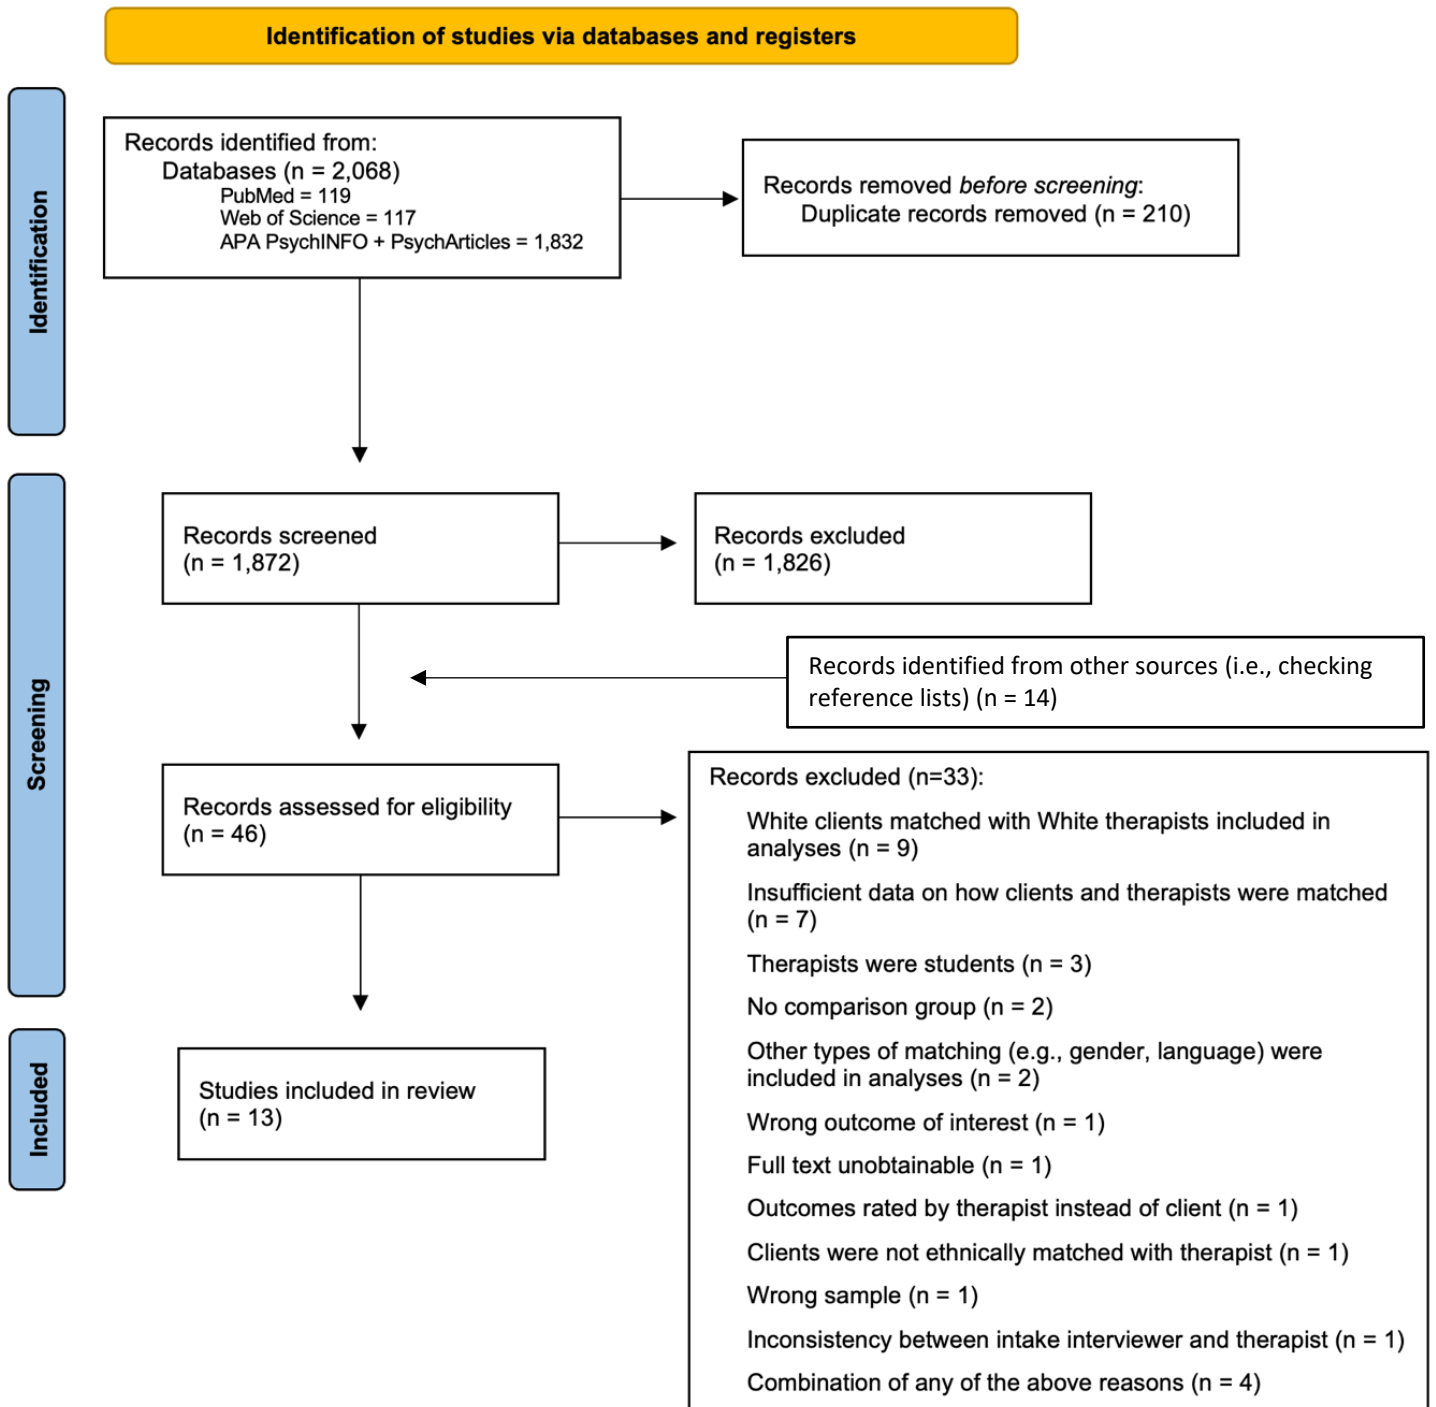 Identification of studies via databases and registers
Identification
Records identified from:
Databases (n = 2,068)
PubMed = 119
Web of Science = 117
APA PsychINFO + PsychArticles = 1,832
Records removed before screening:
Duplicate records removed (n = 210)
Screening
Records screened
(n = 1,872)
Records excluded
(n = 1,826)
Records identified from other sources (i.e., checking
reference lists) (n = 14)
Records assessed for eligibility
(n = 46)
Records excluded (n=33):
White clients matched with White therapists included in
analyses (n = 9)
Insufficient data on how clients and therapists were matched
(n = 7)
Therapists were students (n = 3)
No comparison group (n = 2)
Other types of matching (e.g., gender, language) were
included in analyses (n = 2)
Wrong outcome of interest (n = 1)
Full text unobtainable (n = 1)
Outcomes rated by therapist instead of client (n = 1)
Clients were not ethnically matched with therapist (n = 1)
Wrong sample (n = 1)
Inconsistency between intake interviewer and therapist (n = 1)
Combination of any of the above reasons (n = 4)
Included
Studies included in review
(n = 13)